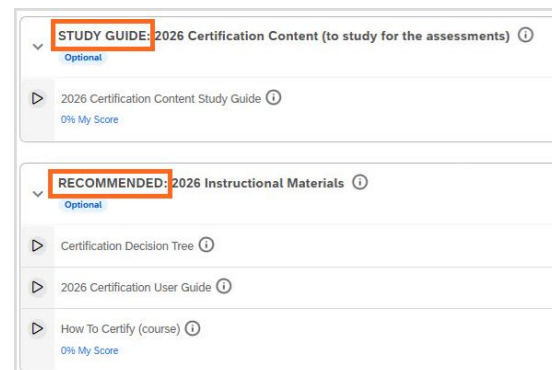 STUDY GUIDE: 2026 Certification Content (to study for the assessments)
Optional
2026 Certification Content Study Guide
0% My Score
RECOMMENDED: 2026 Instructional Materials
Optional
Certification Decision Tree
2026 Certification User Guide
How To Certify (course)
0% My Score